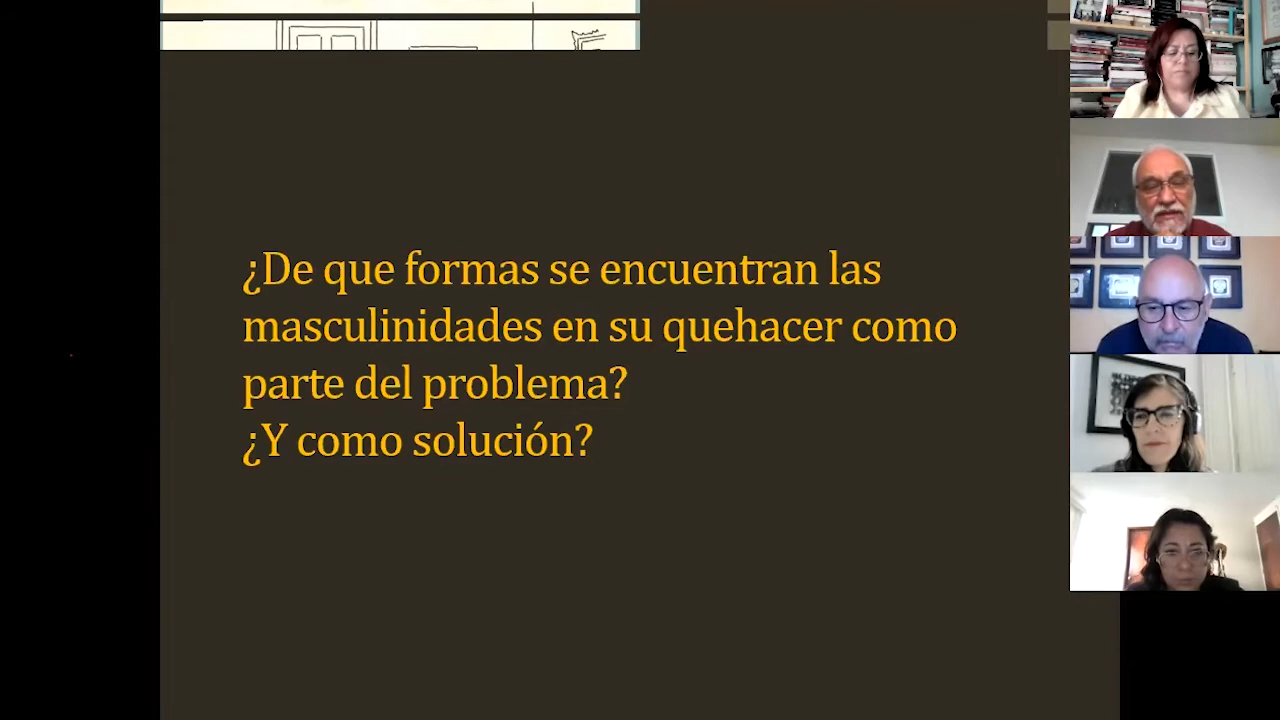 ¿De que formas se encuentran las
masculinidades en su quehacer como
parte del problema?
¿Y como solución?